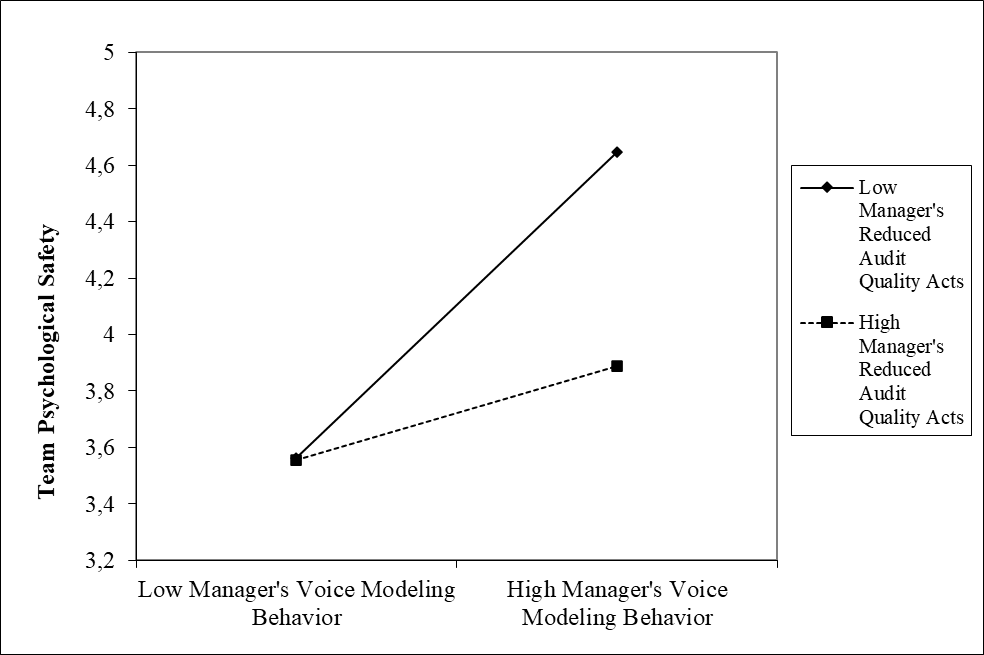 Team Psychological Safety
5
4,8
4,6
4,4
4,2
4
3,8
3,6
3,4
3,2
Low Manager's Voice Modeling
Behavior
High Manager's Voice
Modeling Behavior
Low
Manager's
Reduced
Audit
Quality Acts
High
Manager's
Reduced
Audit
Quality Acts